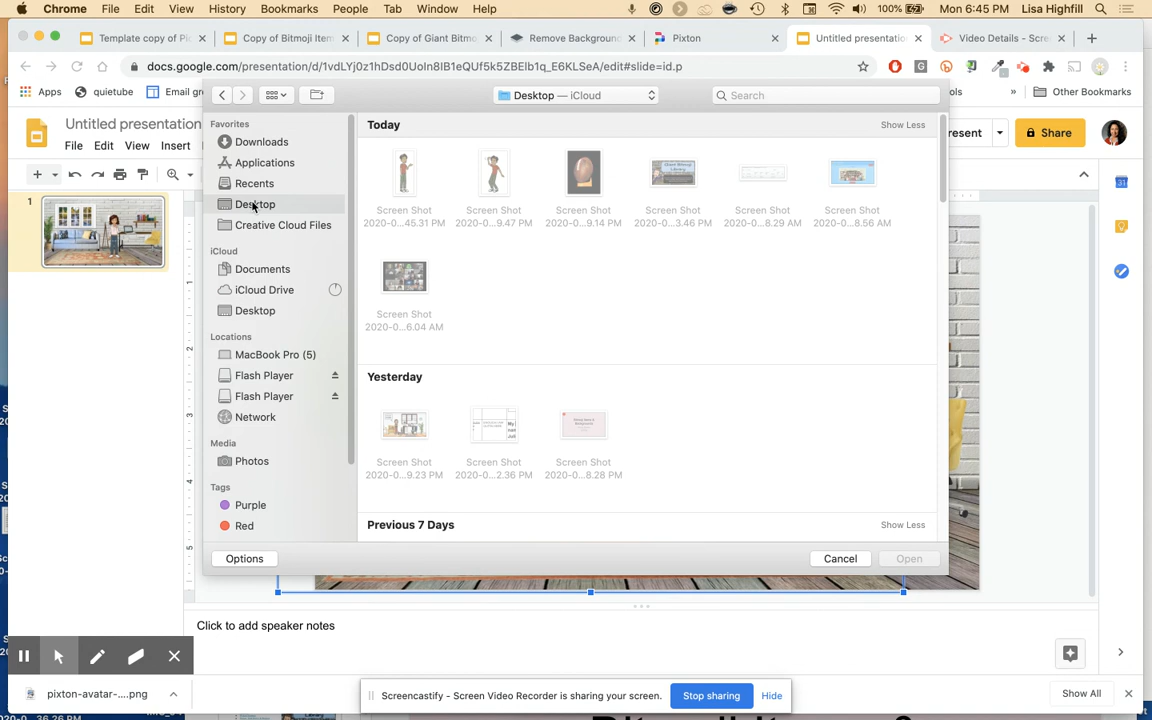 Chrome File Edit View History Bookmarks People Tab Window Help 100% Mon 6:45 PM Lisa Highfill
Template copy of Pic Copy of Bitmoji Item Copy of Giant Bitmo Remove Background Pixton Untitled presentatio Video Details - Scre
docs.google.com/presentation/d/1vdLYj0z1hDsd0UoIn8IB1eQUf5k5ZBEIb1q_E6KLSeA/edit#slide=id.p
Apps quietube Email gr ols » Other Bookmarks
Desktop — iCloud Search
Untitled presentation
File Edit View Insert
resent Share
Favorites
Downloads
Applications
Recents
Desktop
Creative Cloud Files
iCloud
Documents
iCloud Drive
Desktop
Locations
MacBook Pro (5)
Flash Player
Flash Player
Network
Media
Photos
Tags
Purple
Red
Today Show Less
Screen Shot Screen Shot Screen Shot Screen Shot Screen Shot Screen Shot
2020-0...45.31 PM 2020-0...9.47 PM 2020-0...9.14 PM 2020-0...3.46 PM 2020-0...8.29 AM 2020-0...8.56 AM
Screen Shot
2020-0...6.04 AM
Yesterday
Screen Shot Screen Shot Screen Shot
2020-0...9.23 PM 2020-0...2.36 PM 2020-0...8.28 PM
Previous 7 Days Show Less
Options Cancel Open
1
Click to add speaker notes
pixton-avatar-....png
Screencastify - Screen Video Recorder is sharing your screen. Stop sharing Hide
Show All